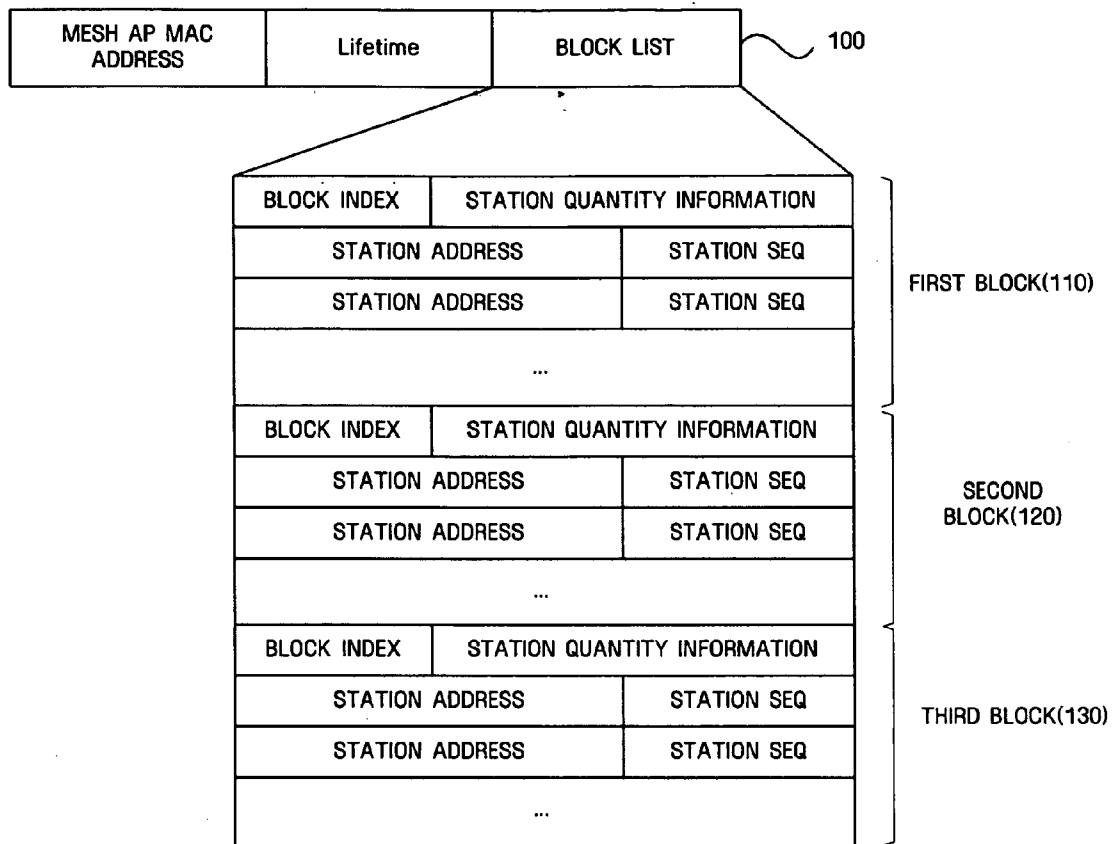 MESH AP MAC
ADDRESS
Lifetime
BLOCK LIST
100
BLOCK INDEX
STATION QUANTITY INFORMATION
STATION ADDRESS
STATION SEQ
STATION ADDRESS
STATION SEQ
...
FIRST BLOCK(110)
BLOCK INDEX
STATION QUANTITY INFORMATION
STATION ADDRESS
STATION SEQ
STATION ADDRESS
STATION SEQ
...
SECOND
BLOCK(120)
BLOCK INDEX
STATION QUANTITY INFORMATION
STATION ADDRESS
STATION SEQ
STATION ADDRESS
STATION SEQ
...
THIRD BLOCK(130)